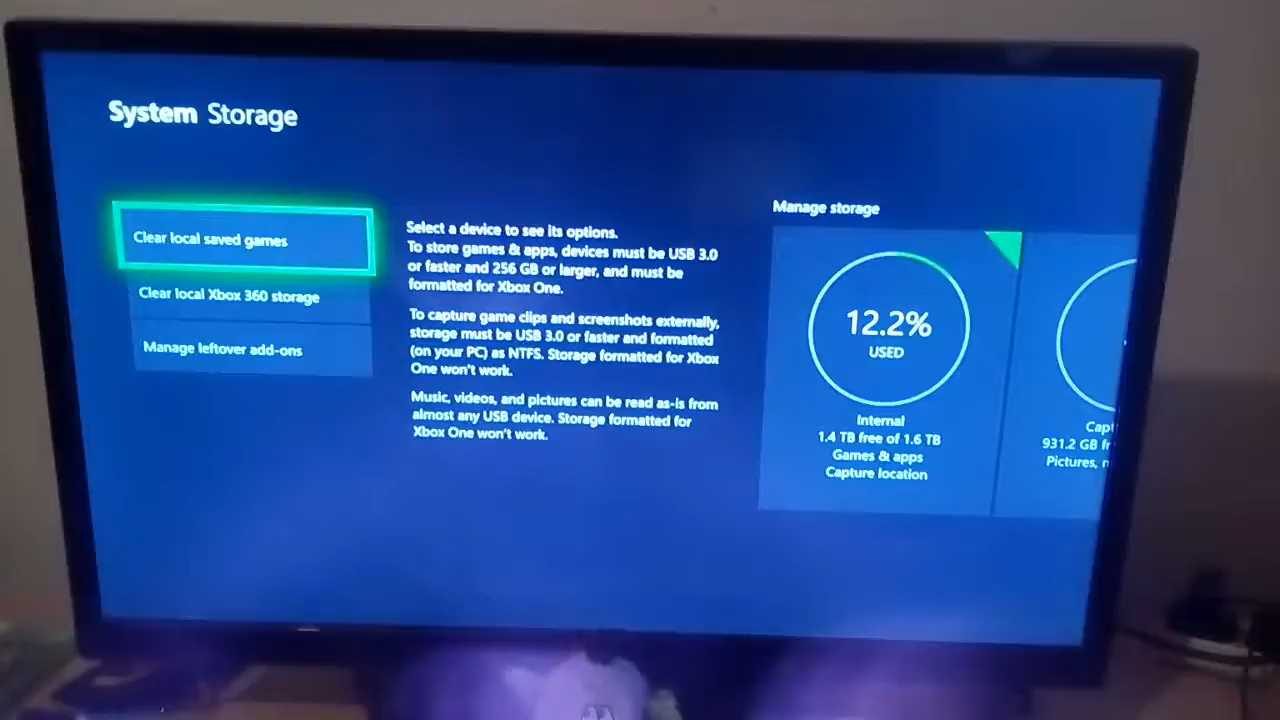 System Storage
Clear local saved games
Clear local Xbox 360 storage
Manage leftover add-ons
Select a device to see its options.
To store games & apps, devices must be USB 3.0
or faster and 256 GB or larger, and must be
formatted for Xbox One.
To capture game clips and screenshots externally,
storage must be USB 3.0 or faster and formatted
(on your PC) as NTFS. Storage formatted for Xbox
One won't work.
Music, videos, and pictures can be read as-is from
almost any USB device. Storage formatted for
Xbox One won't work.
Manage storage
12.2%
USED
Internal
1.4 TB free of 1.6 TB
Games & apps
Capture location
931.2 GB
Pictures,